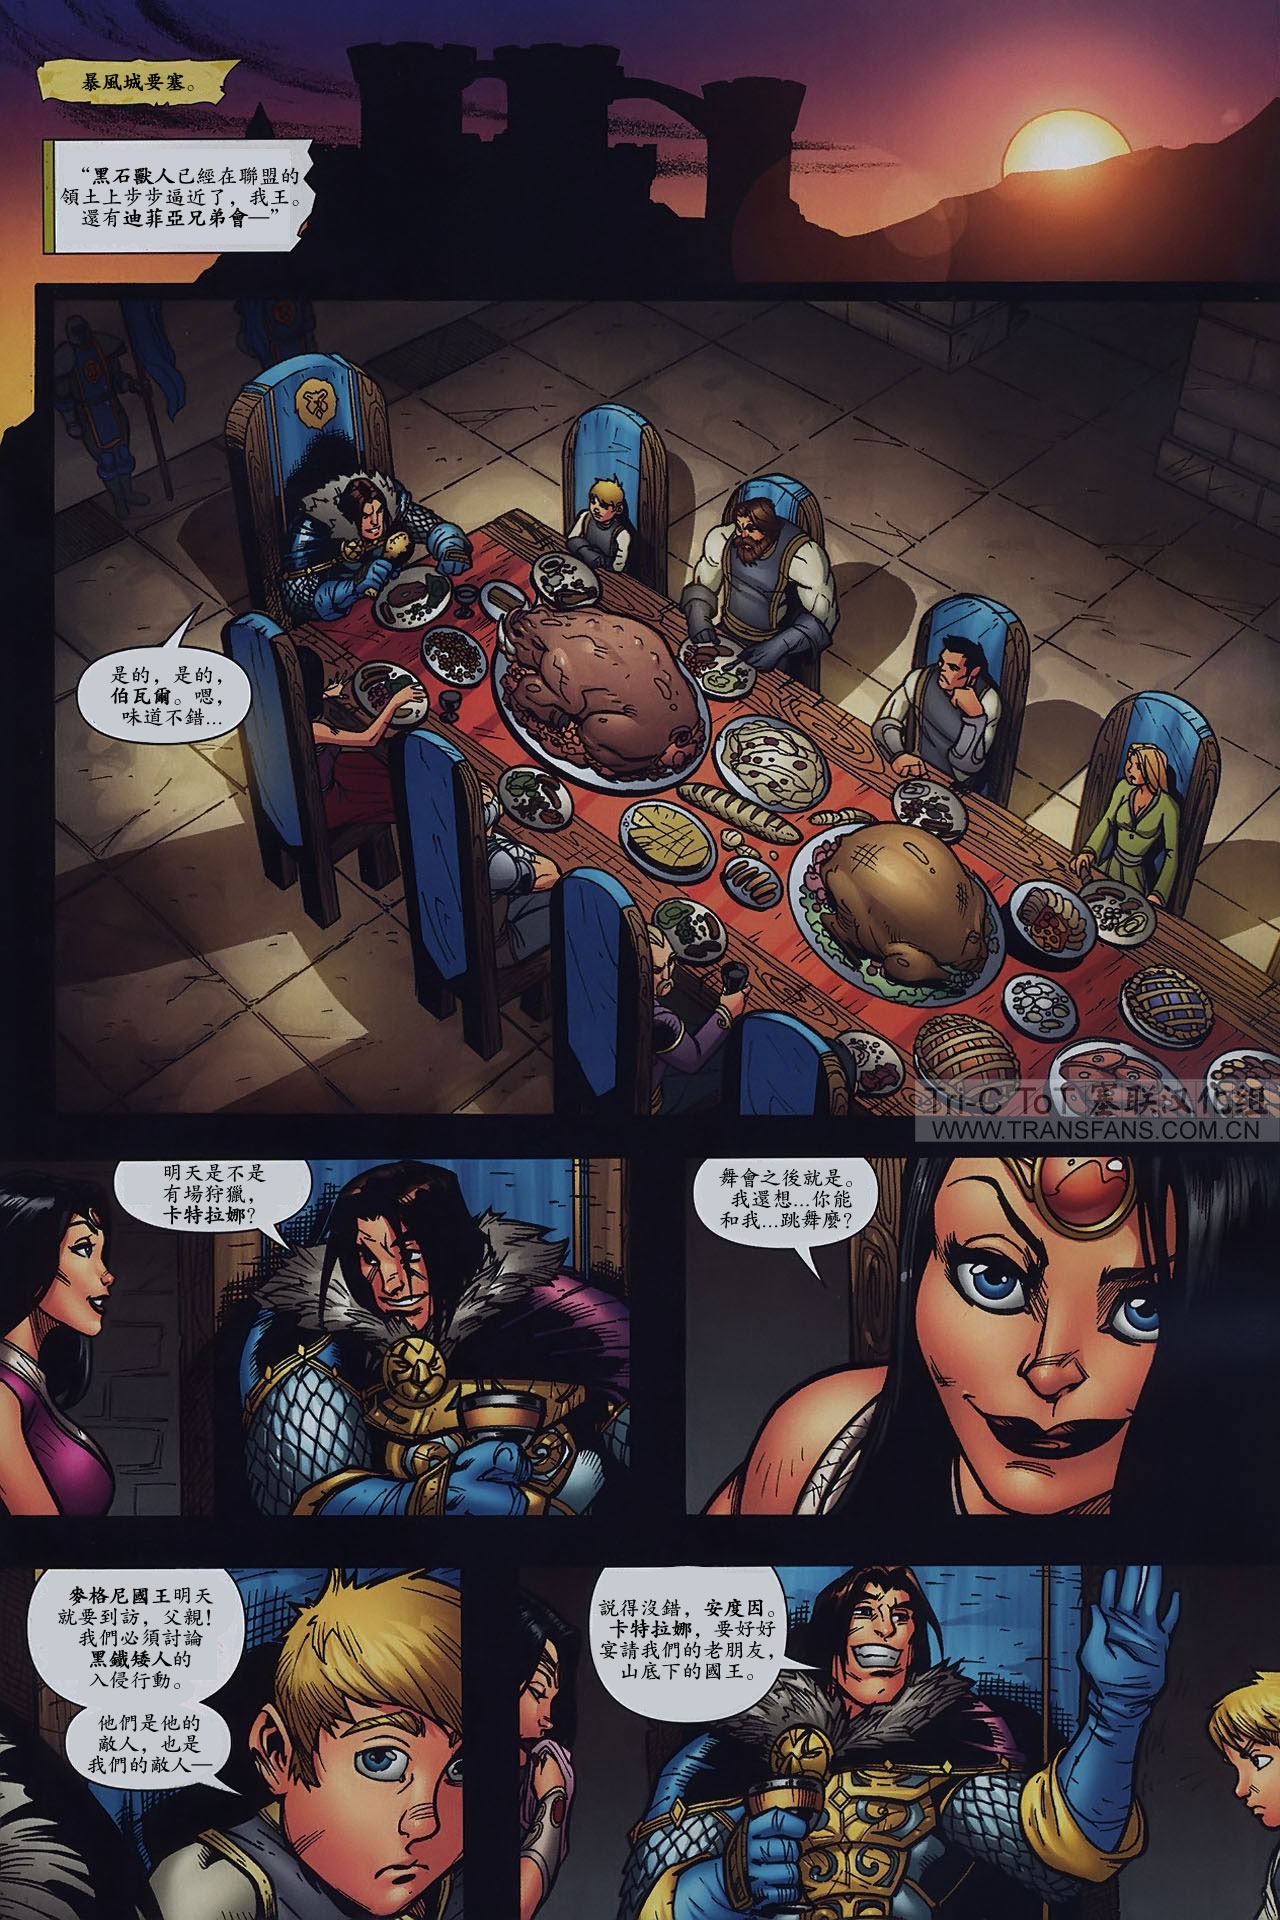 暴風城要塞。
“黑石獸人已經在聯盟的
領土上步步逼近了，我王。
還有迪菲亞兄弟會—”
是的，是的，
伯瓦爾。嗯，
味道不錯...
Tri-C ToT 塞联汉化组
WWW.TRANSFANS.COM.CN
明天是不是
有場狩獵，
卡特拉娜？
舞會之後就是。
我還想...你能
和我...跳舞麼？
麥格尼國王明天
就要到訪，父親！
我們必須討論
黑鐵矮人的
入侵行動。
他們是他的
敵人，也是
我們的敵人—
說得沒錯，安度因。
卡特拉娜，要好好
宴請我們的老朋友，
山底下的國王。